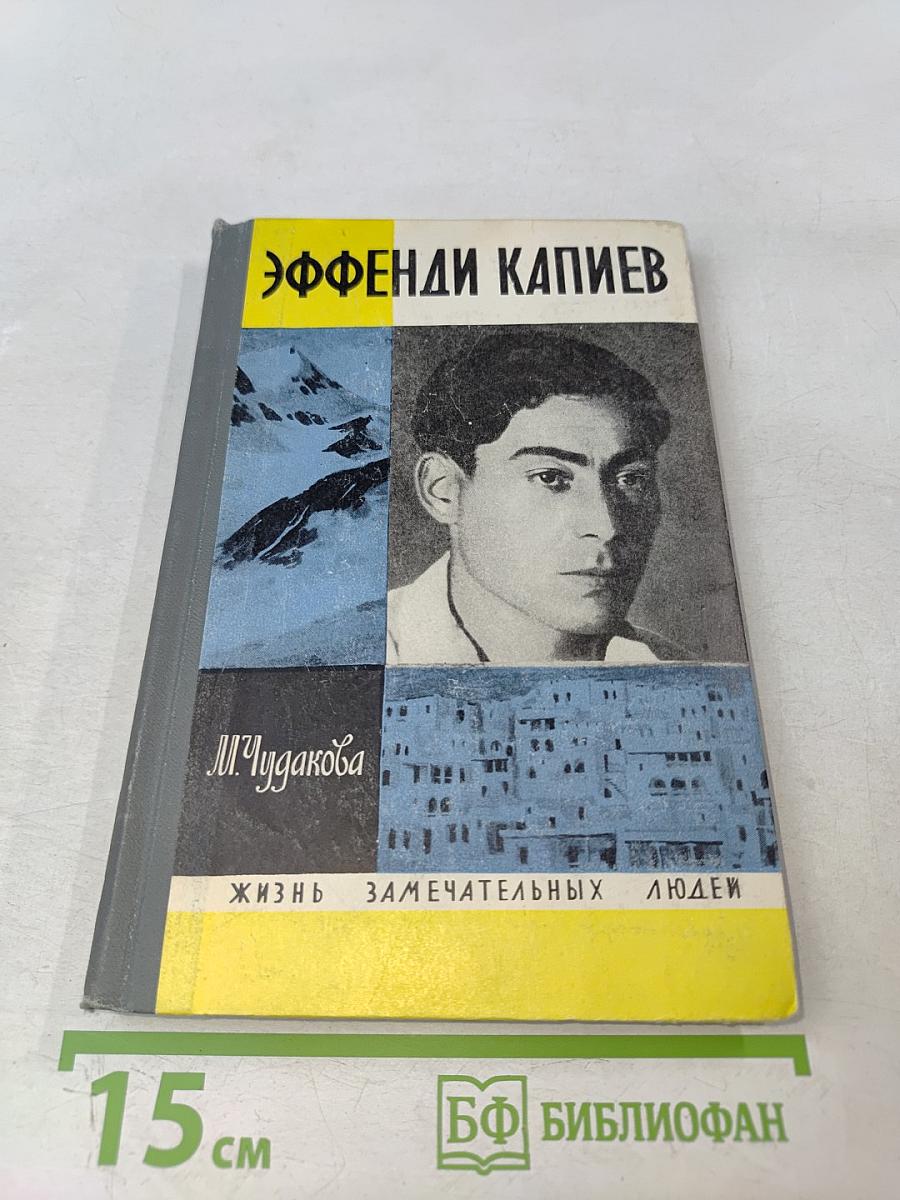 ЭФФЕНДИ КАПИЕВ
М. Чудакова
ЖИЗНЬ ЗАМЕЧАТЕЛЬНЫХ ЛЮДЕЙ
15 см
БФ БИБЛИОФАН